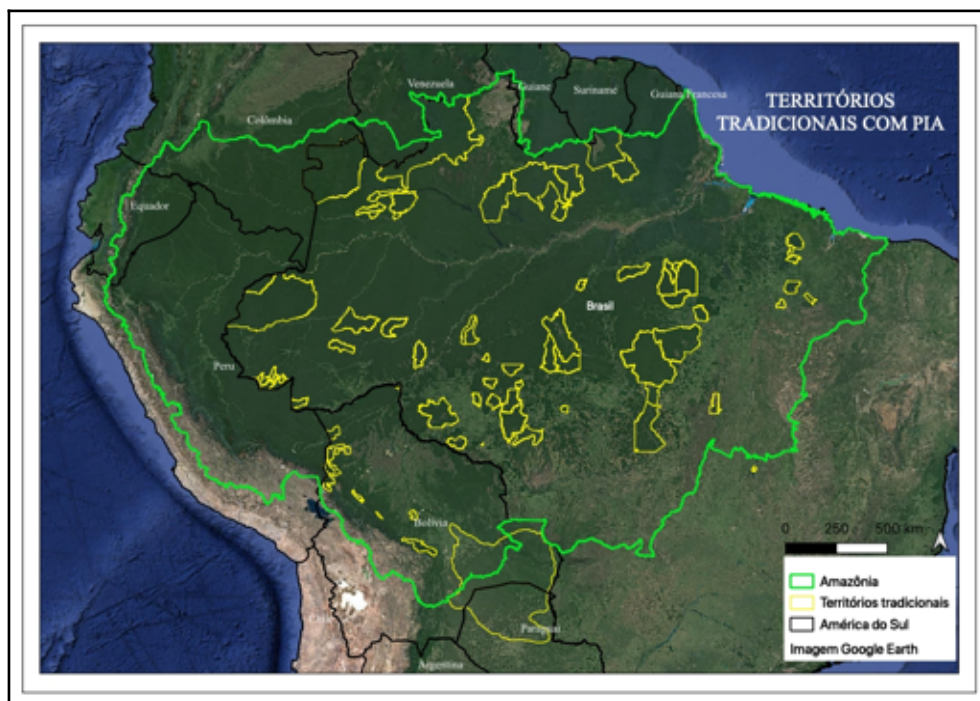 Venezuela
Guiane
Suriname
Guiana Francesa
TERRITÓRIOS
TRADICIONAIS COM PIA
Colômbia
Equador
Brasil
Peru
Bolívia
0 250 500 km
Amazônia
Territórios tradicionais
América do Sul
Imagem Google Earth
Paraguai
Argentina